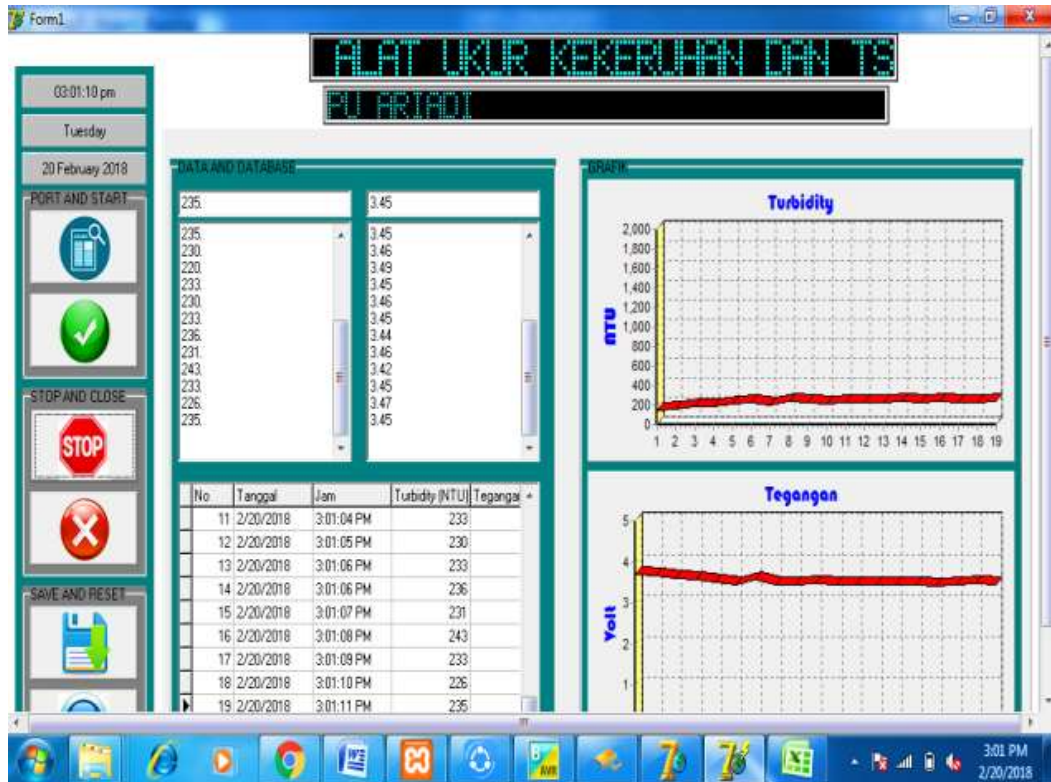 Form1
ALAT UKUR KEKERUHAN DAN TS
PU ARIADI
03:01:10 pm
Tuesday
20 February 2018
PORT AND START
STOP AND CLOSE
STOP
SAVE AND RESET
DATA AND DATABASE
235.
3.45
235.
230.
220.
233.
230.
233.
236.
231.
243.
233.
226.
235.
3.45
3.46
3.49
3.45
3.46
3.45
3.44
3.46
3.42
3.45
3.47
3.45
No Tanggal Jam Turbidity (NTU) Tegangan
11 2/20/2018 3:01:04 PM 233
12 2/20/2018 3:01:05 PM 230
13 2/20/2018 3:01:06 PM 233
14 2/20/2018 3:01:06 PM 236
15 2/20/2018 3:01:07 PM 231
16 2/20/2018 3:01:08 PM 243
17 2/20/2018 3:01:09 PM 233
18 2/20/2018 3:01:10 PM 226
19 2/20/2018 3:01:11 PM 235
GRAFIK
Turbidity
NTU
2,000
1,800
1,600
1,400
1,200
1,000
800
600
400
200
0
1 2 3 4 5 6 7 8 9 10 11 12 13 14 15 16 17 18 19
Tegangan
Volt
5
4
3
2
1
AVR
3:01 PM
2/20/2018